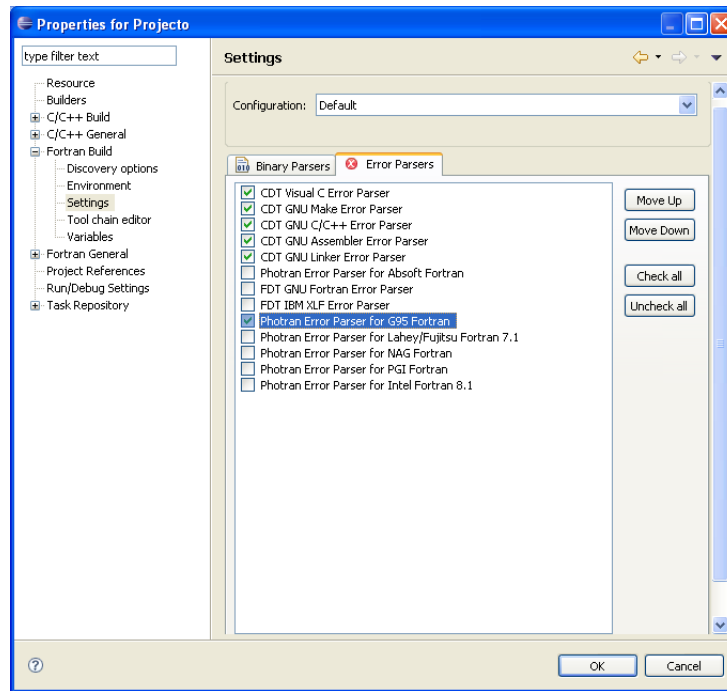 Properties for Projecto
type filter text
Resource
Builders
C/C++ Build
C/C++ General
Fortran Build
Discovery options
Environment
Settings
Tool chain editor
Variables
Fortran General
Project References
Run/Debug Settings
Task Repository
Settings
Configuration: Default
Binary Parsers Error Parsers
CDT Visual C Error Parser
CDT GNU Make Error Parser
CDT GNU C/C++ Error Parser
CDT GNU Assembler Error Parser
CDT GNU Linker Error Parser
Photran Error Parser for Absoft Fortran
FDT GNU Fortran Error Parser
FDT IBM XLF Error Parser
Photran Error Parser for G95 Fortran
Photran Error Parser for Lahey/Fujitsu Fortran 7.1
Photran Error Parser for NAG Fortran
Photran Error Parser for PGI Fortran
Photran Error Parser for Intel Fortran 8.1
Move Up
Move Down
Check all
Uncheck all
OK Cancel